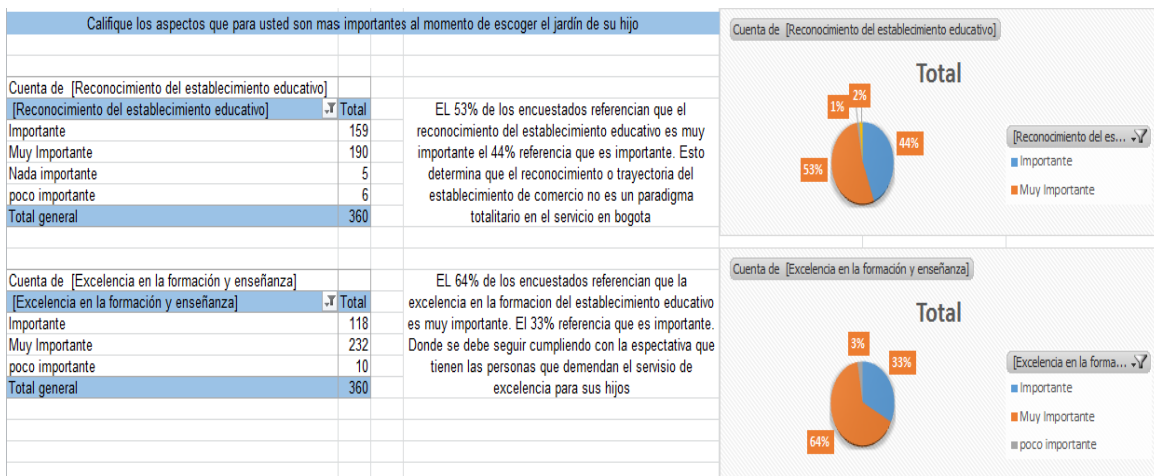 Califique los aspectos que para usted son mas importantes al momento de escoger el jardín de su hijo
Cuenta de [Reconocimiento del establecimiento educativo]
[Reconocimiento del establecimiento educativo] Total
Importante 159
Muy Importante 190
Nada importante 5
poco importante 6
Total general 360
EL 53% de los encuestados referencian que el
reconocimiento del establecimiento educativo es muy
importante el 44% referencia que es importante. Esto
determina que el reconocimiento o trayectoria del
establecimiento de comercio no es un paradigma
totalitario en el servicio en bogota
Cuenta de [Reconocimiento del establecimiento educativo]
Total
1%
2%
44%
53%
[Reconocimiento del es...
Importante
Muy Importante
Cuenta de [Excelencia en la formación y enseñanza]
[Excelencia en la formación y enseñanza] Total
Importante 118
Muy Importante 232
poco importante 10
Total general 360
EL 64% de los encuestados referencian que la
excelencia en la formacion del establecimiento educativo
es muy importante. El 33% referencia que es importante.
Donde se debe seguir cumpliendo con la espectativa que
tienen las personas que demandan el servisio de
excelencia para sus hijos
Cuenta de [Excelencia en la formación y enseñanza]
Total
3%
33%
64%
[Excelencia en la forma...
Importante
Muy Importante
poco importante